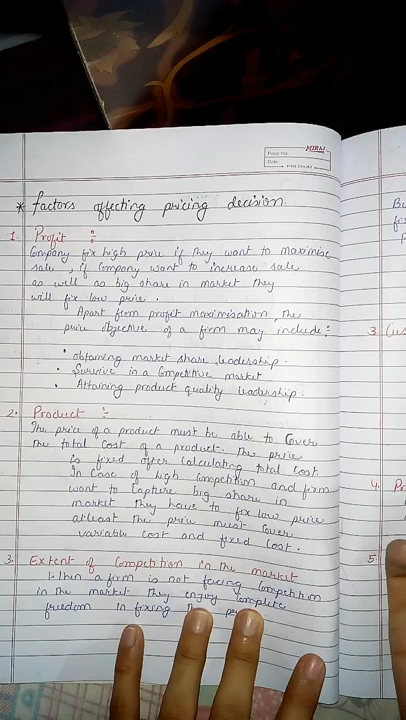 MIRAJ
Page No.
Date
* factors affecting pricing decision
1. Profit :
Company fix high price if they want to maximise
sale, if Company want to increase sale
as well as big share in market they
will fix low price.
Apart from profit maximisation, the
price objective of a firm may include :
• obtaining market share leadership.
• Survive in a Competitive market
• Attaining product quality leadership.
2. Product :
The price of a product must be able to Cover
the total Cost of a product. The price
is fixed after Calculating total Cost.
In Case of high Competition and firm
want to Capture big share in
market they have to fix low price
atleast the price must Cover
variable cost and fixed Cost.
3. Extent of Competition in the market
When a firm is not facing Competition
in the market they enjoy complete
freedom in fixing the
3.
4.
5